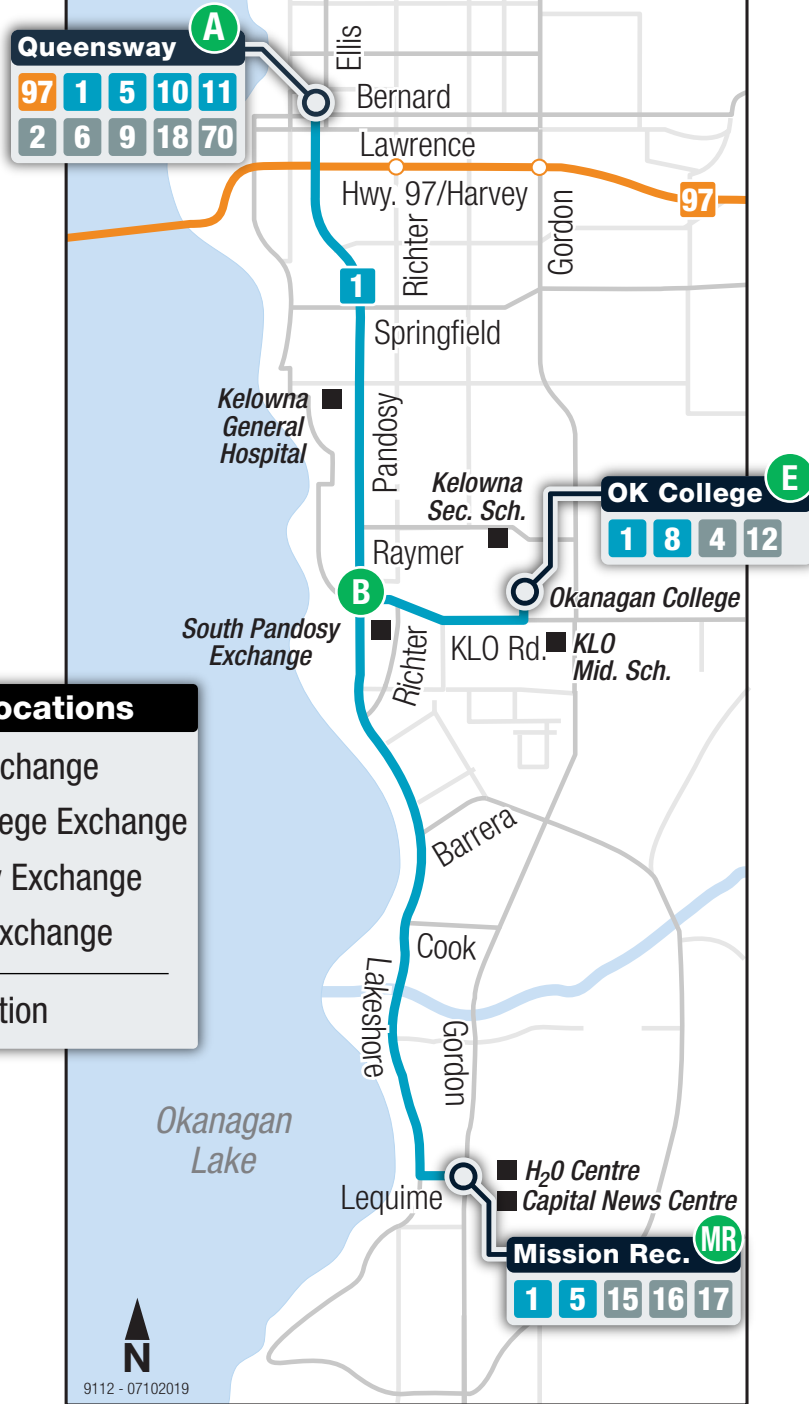 A
Queensway
97 1 5 10 11
2 6 9 18 70
Ellis
Bernard
Lawrence
Hwy. 97/Harvey
97
Richter
Gordon
1
Springfield
Kelowna
General
Hospital
Pandosy
Kelowna
Sec. Sch.
E
OK College
1 8 4 12
Raymer
B
Okanagan College
South Pandosy
Exchange
Richter
KLO Rd.
KLO
Mid. Sch.
ocations
change
ege Exchange
Exchange
xchange
tion
Barrera
Cook
Lakeshore
Gordon
Okanagan
Lake
H2O Centre
Capital News Centre
Lequime
MR
Mission Rec.
1 5 15 16 17
N
9112 - 07102019